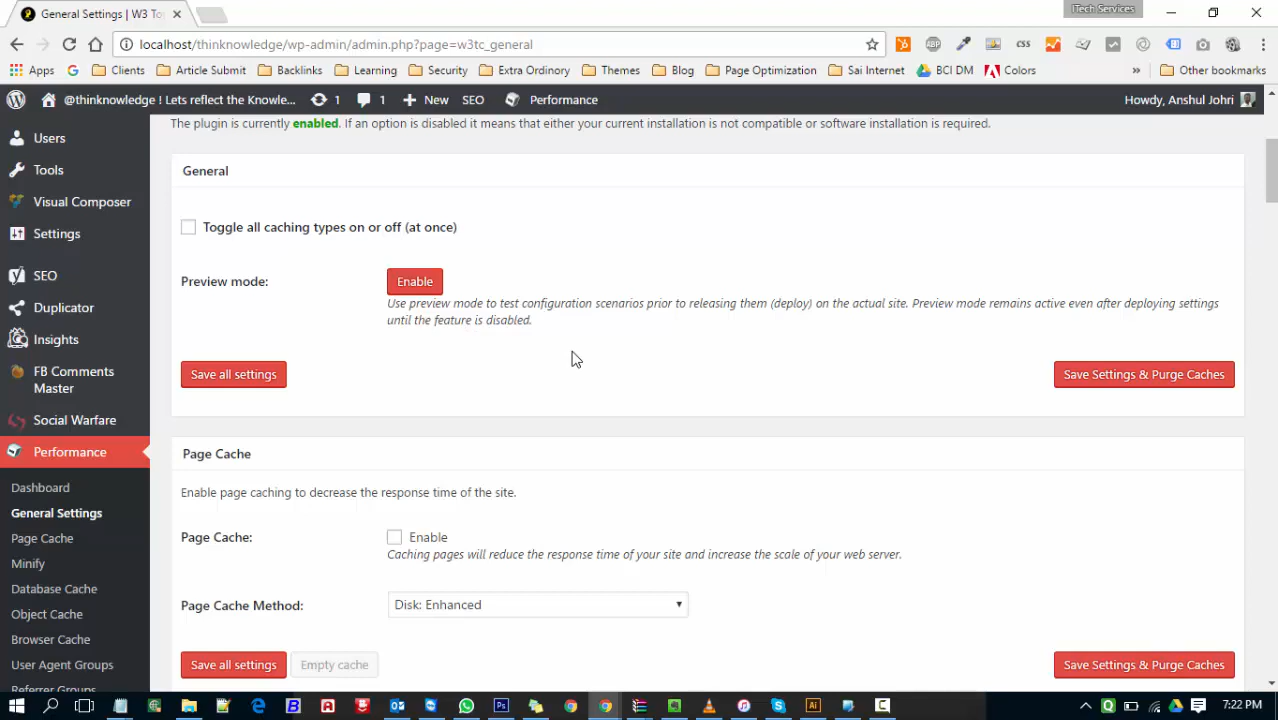 General Settings | W3 To
iTech Services
localhost/thinknowledge/wp-admin/admin.php?page=w3tc_general
ABP
CSS
Apps
Clients
Article Submit
Backlinks
Learning
Security
Extra Ordinory
Themes
Blog
Page Optimization
Sai Internet
BCI DM
Colors
»
Other bookmarks
@thinknowledge ! Lets reflect the Knowle...
1
1
New
SEO
Performance
Howdy, Anshul Johri
Users
Tools
Visual Composer
Settings
SEO
Duplicator
Insights
FB Comments
Master
Social Warfare
Performance
Dashboard
General Settings
Page Cache
Minify
Database Cache
Object Cache
Browser Cache
User Agent Groups
Referrer Groups
The plugin is currently enabled. If an option is disabled it means that either your current installation is not compatible or software installation is required.
General
Toggle all caching types on or off (at once)
Preview mode:
Enable
Use preview mode to test configuration scenarios prior to releasing them (deploy) on the actual site. Preview mode remains active even after deploying settings
until the feature is disabled.
Save all settings
Save Settings & Purge Caches
Page Cache
Enable page caching to decrease the response time of the site.
Page Cache:
Enable
Caching pages will reduce the response time of your site and increase the scale of your web server.
Page Cache Method:
Disk: Enhanced
Save all settings
Empty cache
Save Settings & Purge Caches
7:22 PM